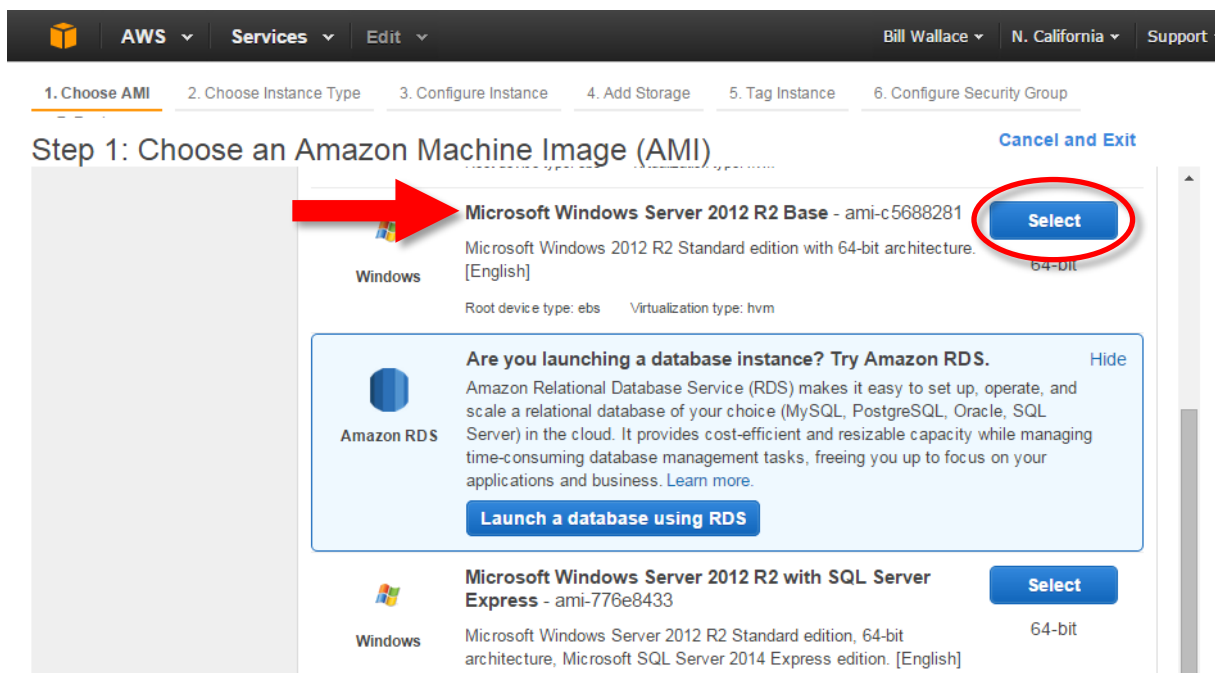 AWS Services Edit Bill Wallace N. California Support
1. Choose AMI 2. Choose Instance Type 3. Configure Instance 4. Add Storage 5. Tag Instance 6. Configure Security Group
Step 1: Choose an Amazon Machine Image (AMI)
Cancel and Exit
Microsoft Windows Server 2012 R2 Base - ami-c5688281
Select
Windows
Microsoft Windows 2012 R2 Standard edition with 64-bit architecture.
[English]
64-bit
Root device type: ebs Virtualization type: hvm
Are you launching a database instance? Try Amazon RDS.
Hide
Amazon RDS
Amazon Relational Database Service (RDS) makes it easy to set up, operate, and
scale a relational database of your choice (MySQL, PostgreSQL, Oracle, SQL
Server) in the cloud. It provides cost-efficient and resizable capacity while managing
time-consuming database management tasks, freeing you up to focus on your
applications and business. Learn more.
Launch a database using RDS
Microsoft Windows Server 2012 R2 with SQL Server
Express - ami-776e8433
Select
Windows
Microsoft Windows Server 2012 R2 Standard edition, 64-bit
architecture, Microsoft SQL Server 2014 Express edition. [English]
64-bit